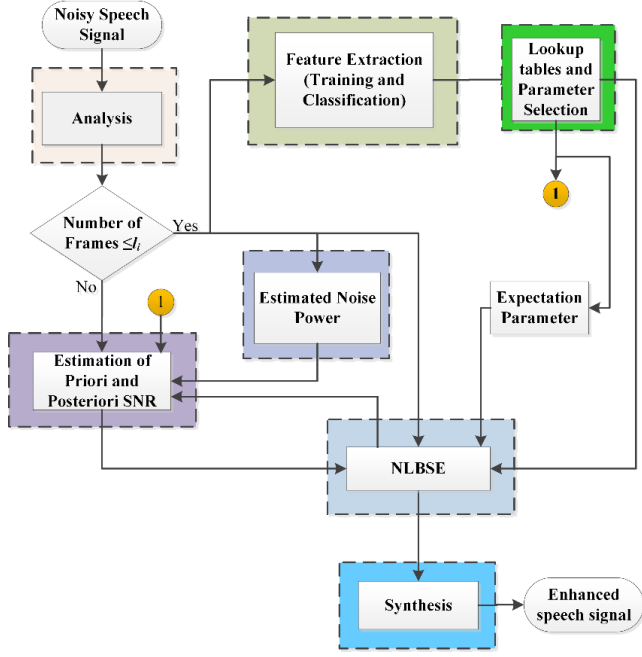 Noisy Speech
Signal
Analysis
Feature Extraction
(Training and
Classification)
Lookup
tables and
Parameter
Selection
1
Number of
Frames ≤lᵢ
Yes
No
1
Estimated Noise
Power
Expectation
Parameter
Estimation of
Priori and
Posteriori SNR
NLBSE
Synthesis
Enhanced
speech signal